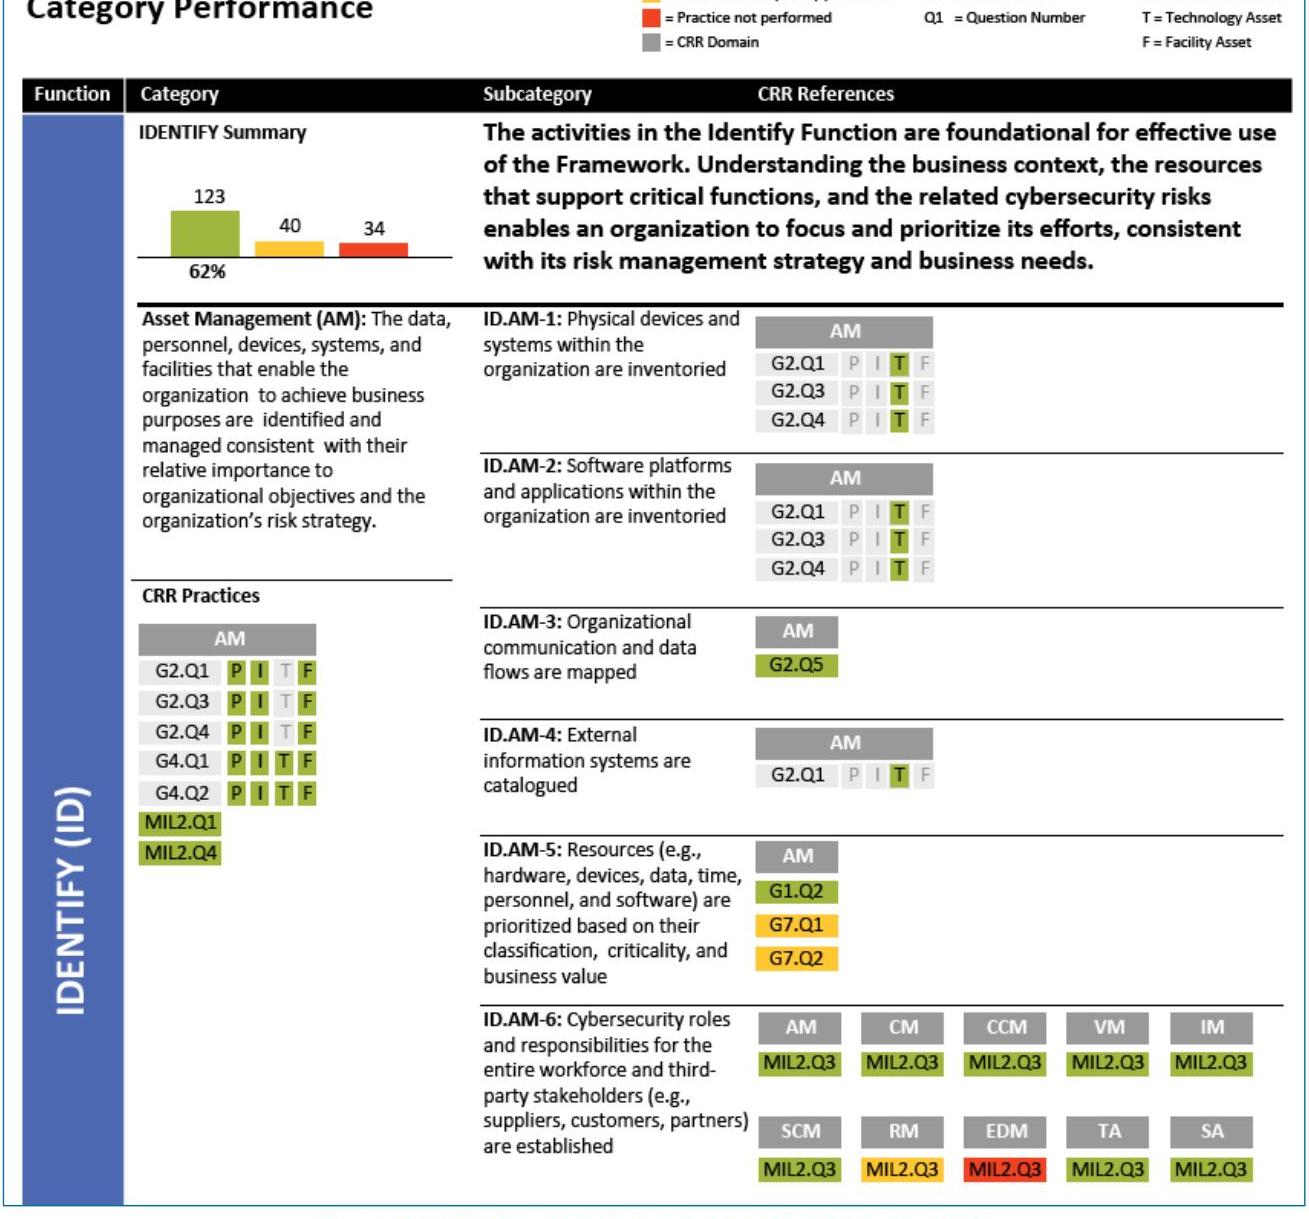 Category Performance
= Practice not performed
Q1 = Question Number
T = Technology Asset
= CRR Domain
F = Facility Asset
Function
Category
Subcategory
CRR References
IDENTIFY (ID)
IDENTIFY Summary
123
40
34
62%
The activities in the Identify Function are foundational for effective use
of the Framework. Understanding the business context, the resources
that support critical functions, and the related cybersecurity risks
enables an organization to focus and prioritize its efforts, consistent
with its risk management strategy and business needs.
Asset Management (AM): The data,
personnel, devices, systems, and
facilities that enable the
organization to achieve business
purposes are identified and
managed consistent with their
relative importance to
organizational objectives and the
organization's risk strategy.
CRR Practices
AM
G2.Q1 P I T F
G2.Q3 P I T F
G2.Q4 P I T F
G4.Q1 P I T F
G4.Q2 P I T F
MIL2.Q1
MIL2.Q4
ID.AM-1: Physical devices and
systems within the
organization are inventoried
AM
G2.Q1 P I T F
G2.Q3 P I T F
G2.Q4 P I T F
ID.AM-2: Software platforms
and applications within the
organization are inventoried
AM
G2.Q1 P I T F
G2.Q3 P I T F
G2.Q4 P I T F
ID.AM-3: Organizational
communication and data
flows are mapped
AM
G2.Q5
ID.AM-4: External
information systems are
catalogued
AM
G2.Q1 P I T F
ID.AM-5: Resources (e.g.,
hardware, devices, data, time,
personnel, and software) are
prioritized based on their
classification, criticality, and
business value
AM
G1.Q2
G7.Q1
G7.Q2
ID.AM-6: Cybersecurity roles
and responsibilities for the
entire workforce and third-
party stakeholders (e.g.,
suppliers, customers, partners)
are established
AM CM CCM VM IM
MIL2.Q3 MIL2.Q3 MIL2.Q3 MIL2.Q3 MIL2.Q3
SCM RM EDM TA SA
MIL2.Q3 MIL2.Q3 MIL2.Q3 MIL2.Q3 MIL2.Q3